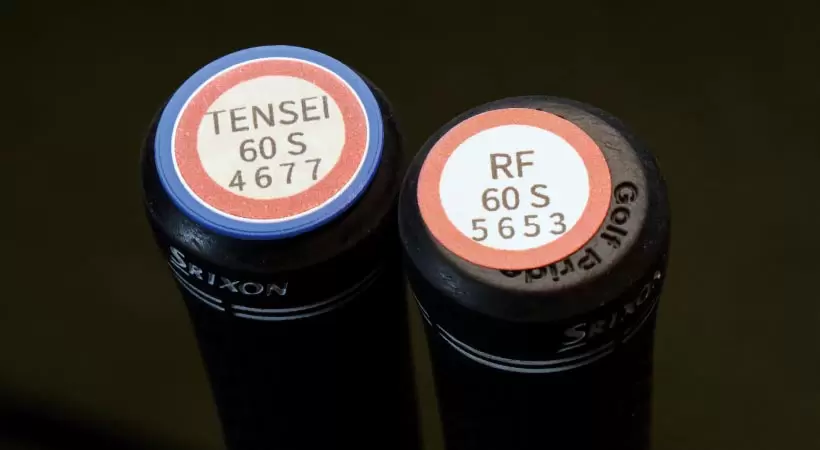 TENSEI
60 S
4677
SRIXON
RF
60 S
5653
Golf Pride
SRIXON